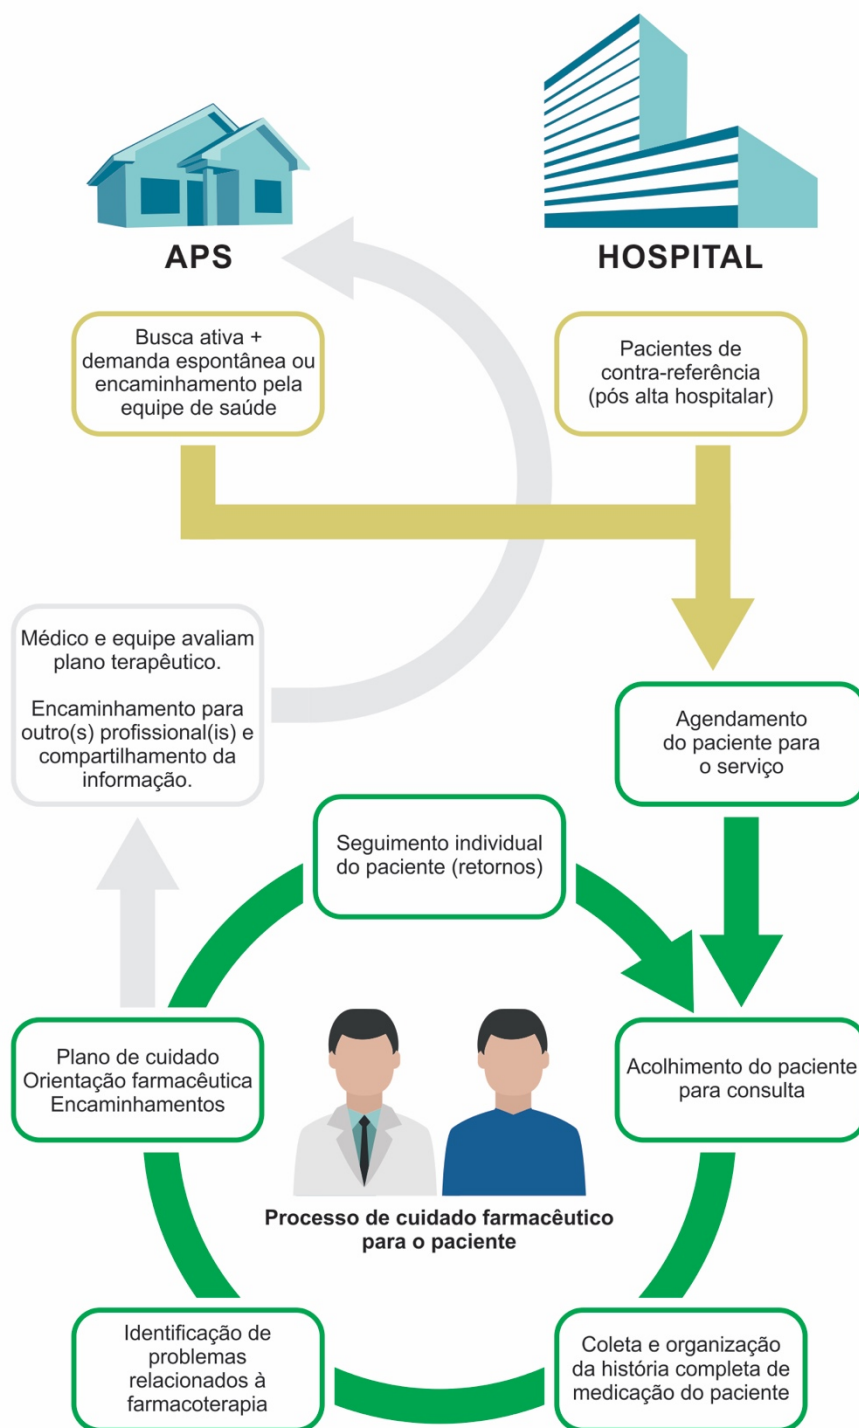 APS
HOSPITAL
Busca ativa +
demanda espontânea ou
encaminhamento pela
equipe de saúde
Pacientes de
contra-referência
(pós alta hospitalar)
Médico e equipe avaliam
plano terapêutico.
Encaminhamento para
outro(s) profissional(is) e
compartilhamento da
informação.
Agendamento
do paciente para
o serviço
Seguimento individual
do paciente (retornos)
Plano de cuidado
Orientação farmacêutica
Encaminhamentos
Acolhimento do paciente
para consulta
Processo de cuidado farmacêutico
para o paciente
Identificação de
problemas
relacionados à
farmacoterapia
Coleta e organização
da história completa de
medicação do paciente